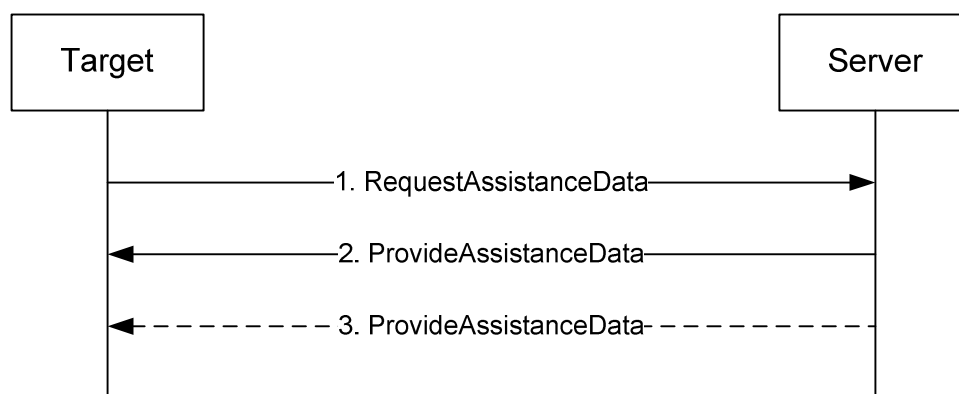 Target
Server
1. RequestAssistanceData
2. ProvideAssistanceData
3. ProvideAssistanceData